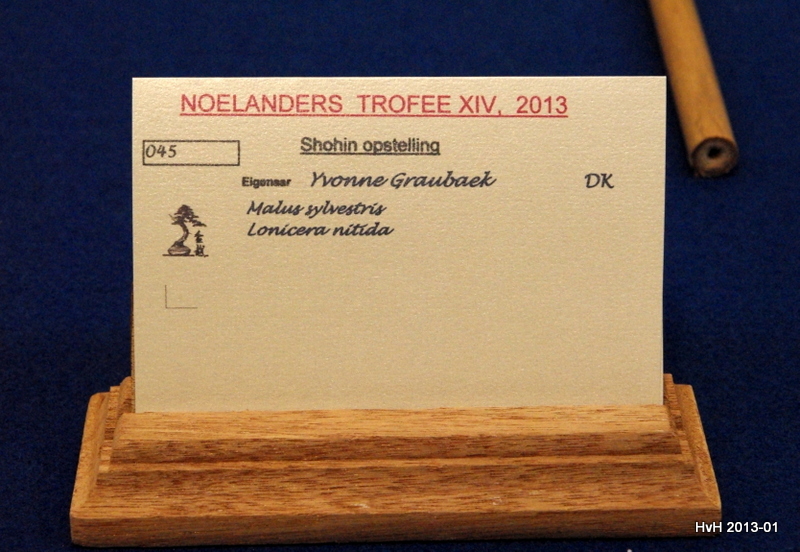 NOELANDERS TROFEE XIV, 2013
045
Shohin opstelling
Eigenaar Yvonne Graubaek DK
Malus sylvestris
Lonicera nitida
HvH 2013-01